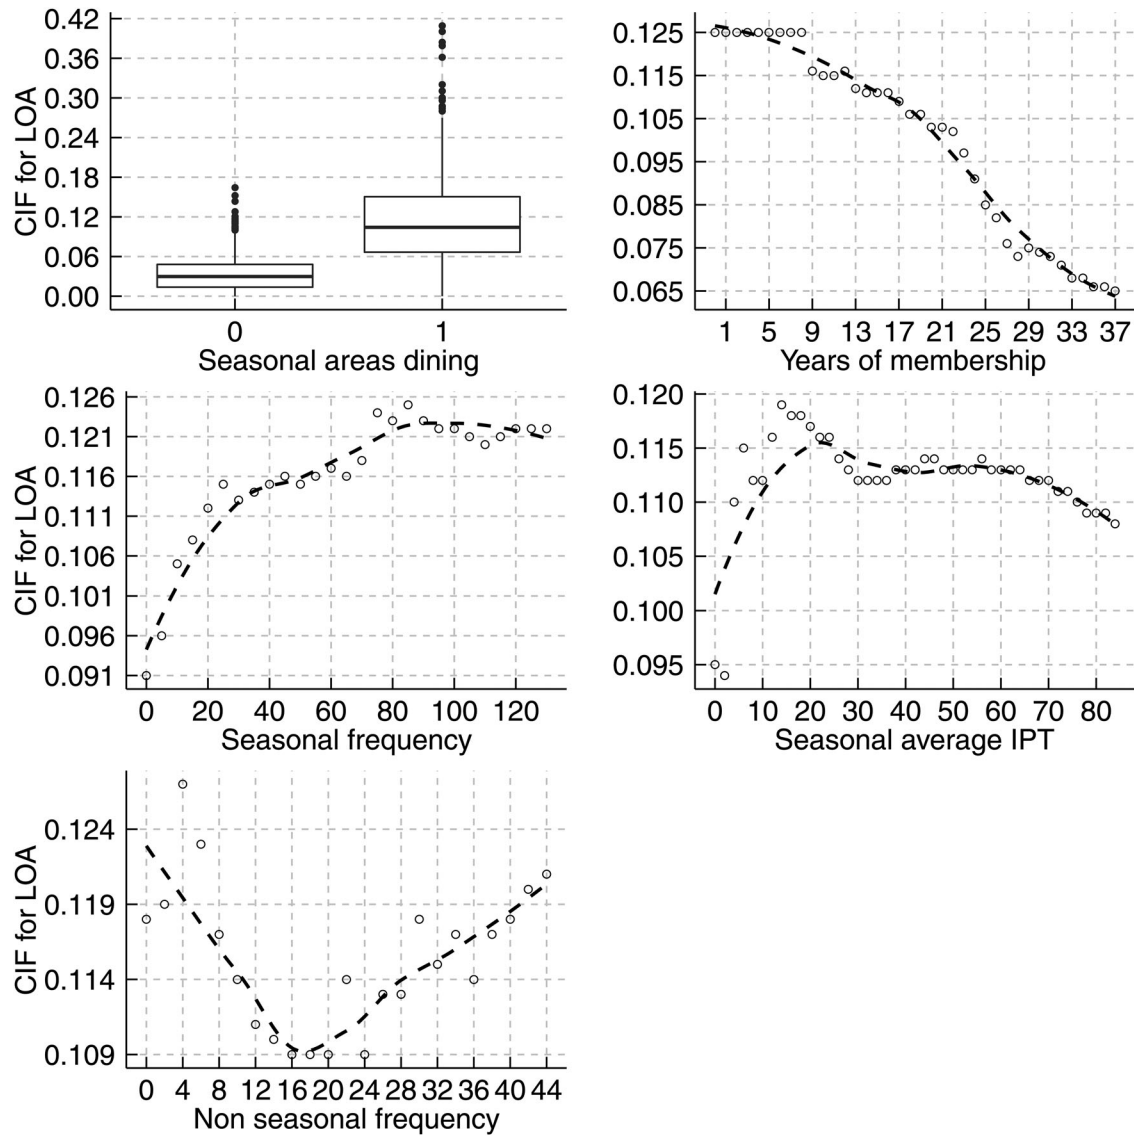 CIF for LOA
0.42
0.36
0.30
0.24
0.18
0.12
0.06
0.00
0 1
Seasonal areas dining
0.125
0.115
0.105
0.095
0.085
0.075
0.065
1 5 9 13 17 21 25 29 33 37
Years of membership
CIF for LOA
0.126
0.121
0.116
0.111
0.106
0.101
0.096
0.091
0 20 40 60 80 100 120
Seasonal frequency
0.120
0.115
0.110
0.105
0.100
0.095
0 10 20 30 40 50 60 70 80
Seasonal average IPT
CIF for LOA
0.124
0.119
0.114
0.109
0 4 8 12 16 20 24 28 32 36 40 44
Non seasonal frequency